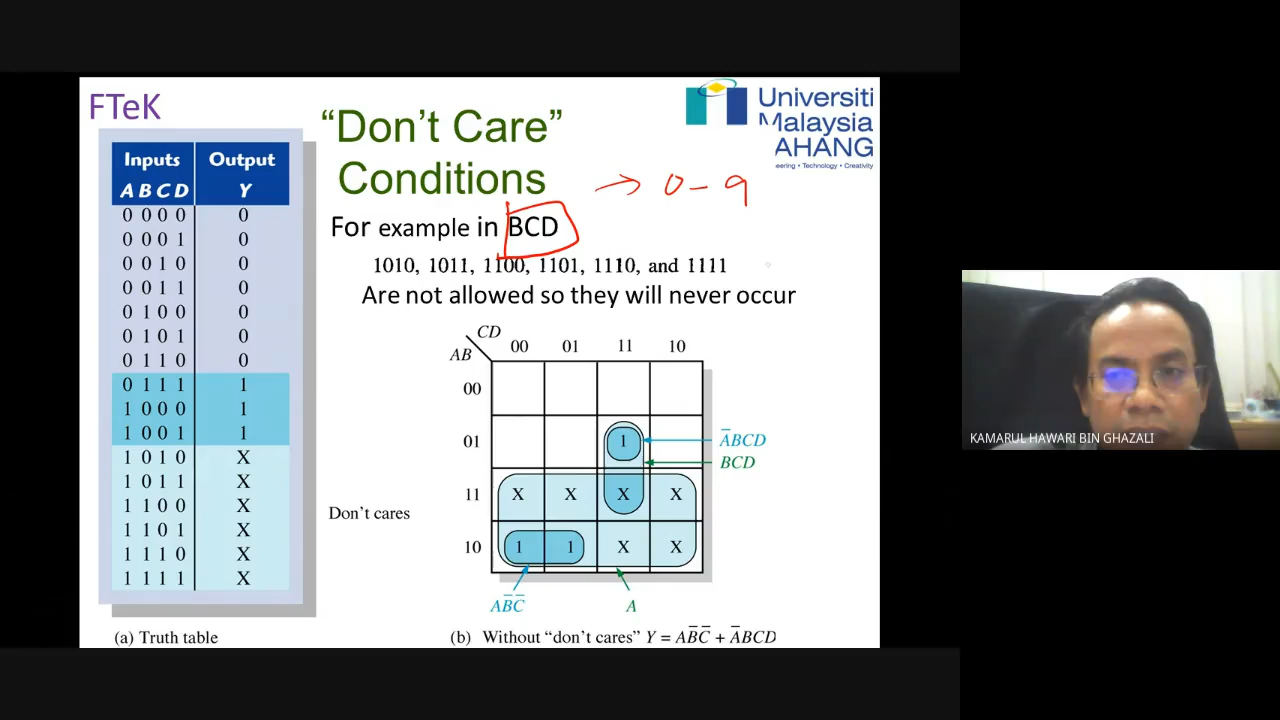 FTeK
“Don’t Care”
Conditions
Universiti
Malaysia
AHANG
eering • Technology • Creativity
→ 0 - 9
For example in BCD
1010, 1011, 1100, 1101, 1110, and 1111
Are not allowed so they will never occur
Inputs Output
A B C D Y
0 0 0 0 0
0 0 0 1 0
0 0 1 0 0
0 0 1 1 0
0 1 0 0 0
0 1 0 1 0
0 1 1 0 0
0 1 1 1 1
1 0 0 0 1
1 0 0 1 1
1 0 1 0 X
1 0 1 1 X
1 1 0 0 X
1 1 0 1 X
1 1 1 0 X
1 1 1 1 X
Don’t cares
(a) Truth table
CD
AB 00 01 11 10
00
01 1 A̅BCD
BCD
11 X X X X
10 1 1 X X
AB̅C̅ A
(b) Without “don’t cares” Y = AB̅C̅ + A̅BCD
KAMARUL HAWARI BIN GHAZALI